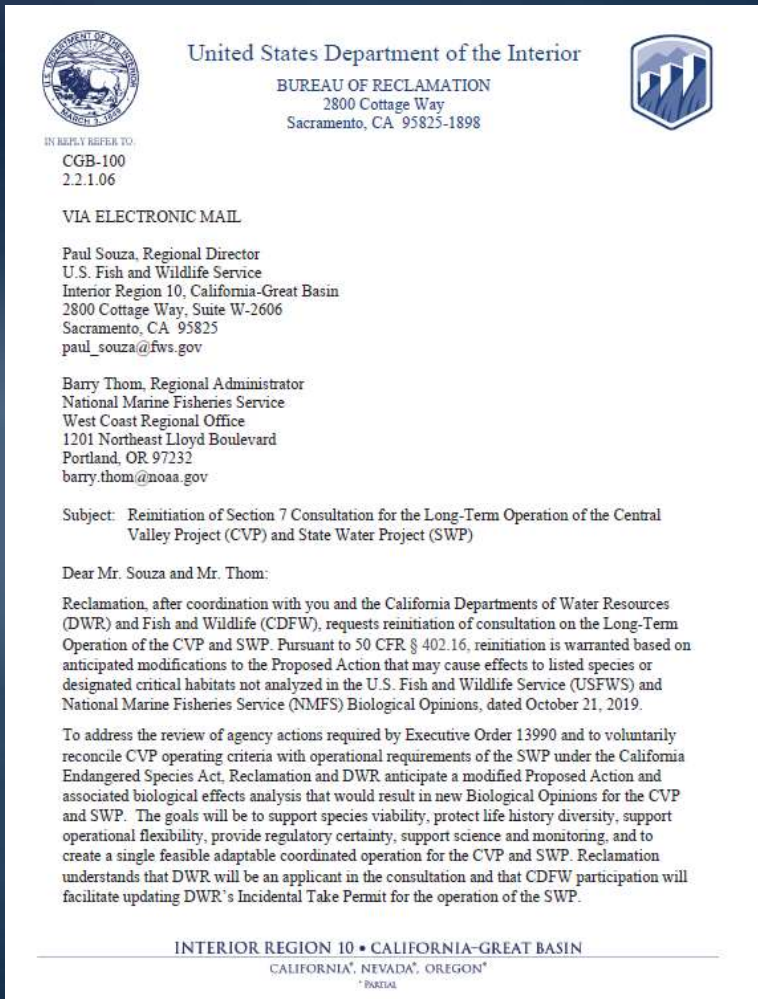 United States Department of the Interior
BUREAU OF RECLAMATION
2800 Cottage Way
Sacramento, CA 95825-1898
U.S. DEPARTMENT OF THE INTERIOR
MARCH 3, 1849
IN REPLY REFER TO:
CGB-100
2.2.1.06
VIA ELECTRONIC MAIL
Paul Souza, Regional Director
U.S. Fish and Wildlife Service
Interior Region 10, California-Great Basin
2800 Cottage Way, Suite W-2606
Sacramento, CA 95825
paul_souza@fws.gov
Barry Thom, Regional Administrator
National Marine Fisheries Service
West Coast Regional Office
1201 Northeast Lloyd Boulevard
Portland, OR 97232
barry.thom@noaa.gov
Subject: Reinitiation of Section 7 Consultation for the Long-Term Operation of the Central
Valley Project (CVP) and State Water Project (SWP)
Dear Mr. Souza and Mr. Thom:
Reclamation, after coordination with you and the California Departments of Water Resources
(DWR) and Fish and Wildlife (CDFW), requests reinitiation of consultation on the Long-Term
Operation of the CVP and SWP. Pursuant to 50 CFR § 402.16, reinitiation is warranted based on
anticipated modifications to the Proposed Action that may cause effects to listed species or
designated critical habitats not analyzed in the U.S. Fish and Wildlife Service (USFWS) and
National Marine Fisheries Service (NMFS) Biological Opinions, dated October 21, 2019.
To address the review of agency actions required by Executive Order 13990 and to voluntarily
reconcile CVP operating criteria with operational requirements of the SWP under the California
Endangered Species Act, Reclamation and DWR anticipate a modified Proposed Action and
associated biological effects analysis that would result in new Biological Opinions for the CVP
and SWP. The goals will be to support species viability, protect life history diversity, support
operational flexibility, provide regulatory certainty, support science and monitoring, and to
create a single feasible adaptable coordinated operation for the CVP and SWP. Reclamation
understands that DWR will be an applicant in the consultation and that CDFW participation will
facilitate updating DWR's Incidental Take Permit for the operation of the SWP.
INTERIOR REGION 10 • CALIFORNIA–GREAT BASIN
CALIFORNIA*, NEVADA*, OREGON*
* PARTIAL